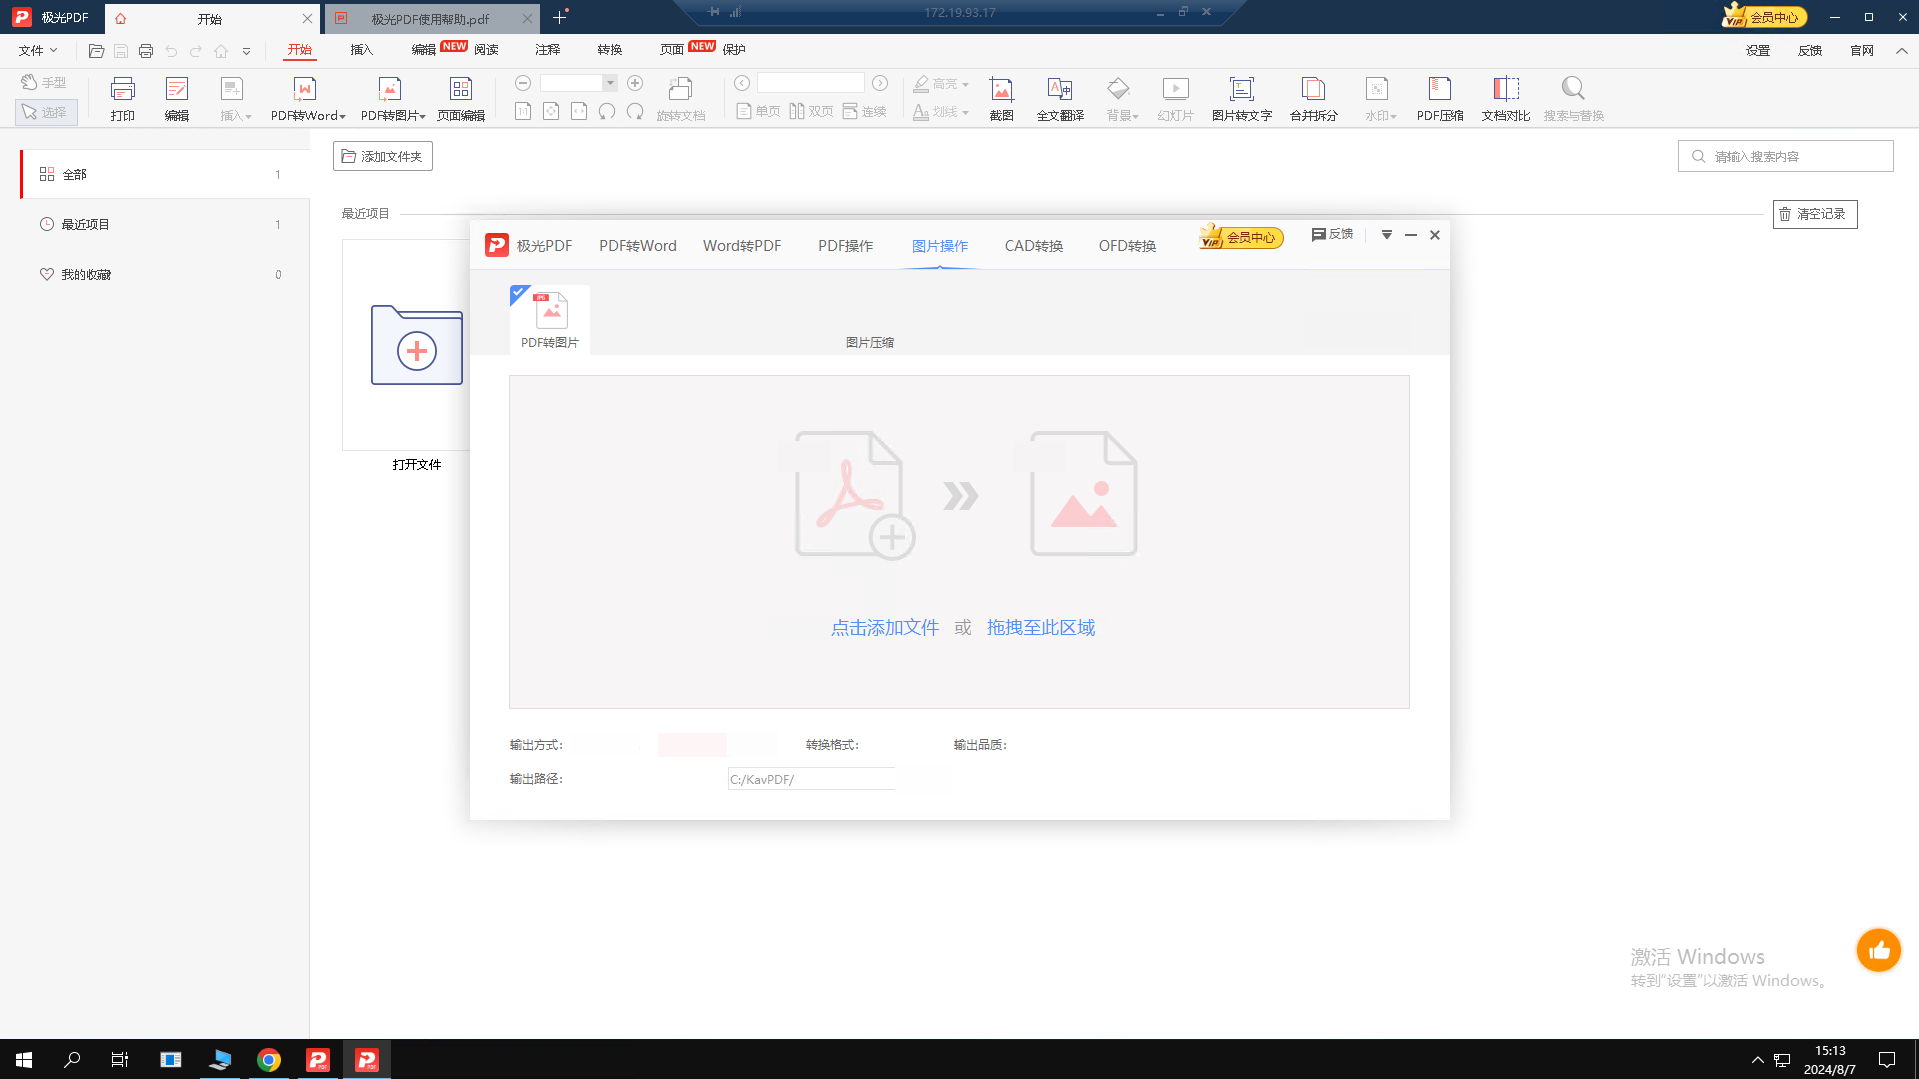 极光PDF
开始
极光PDF使用帮助.pdf
172.19.93.17
VIP 会员中心
文件
开始
插入
编辑 NEW
阅读
注释
转换
页面 NEW
保护
设置
反馈
官网
手型
选择
打印
编辑
插入
PDF转Word
PDF转图片
页面编辑
1:1
旋转文档
单页
双页
连续
高亮
划线
截图
全文翻译
背景
幻灯片
图片转文字
合并拆分
水印
PDF压缩
文档对比
搜索与替换
全部 1
最近项目 1
我的收藏 0
添加文件夹
请输入搜索内容
最近项目
清空记录
打开文件
极光PDF
PDF转Word
Word转PDF
PDF操作
图片操作
CAD转换
OFD转换
VIP 会员中心
反馈
JPG
PDF转图片
图片压缩
点击添加文件 或 拖拽至此区域
输出方式：
转换格式：
输出品质：
输出路径：
C:/KavPDF/
激活 Windows
转到"设置"以激活 Windows。
15:13
2024/8/7